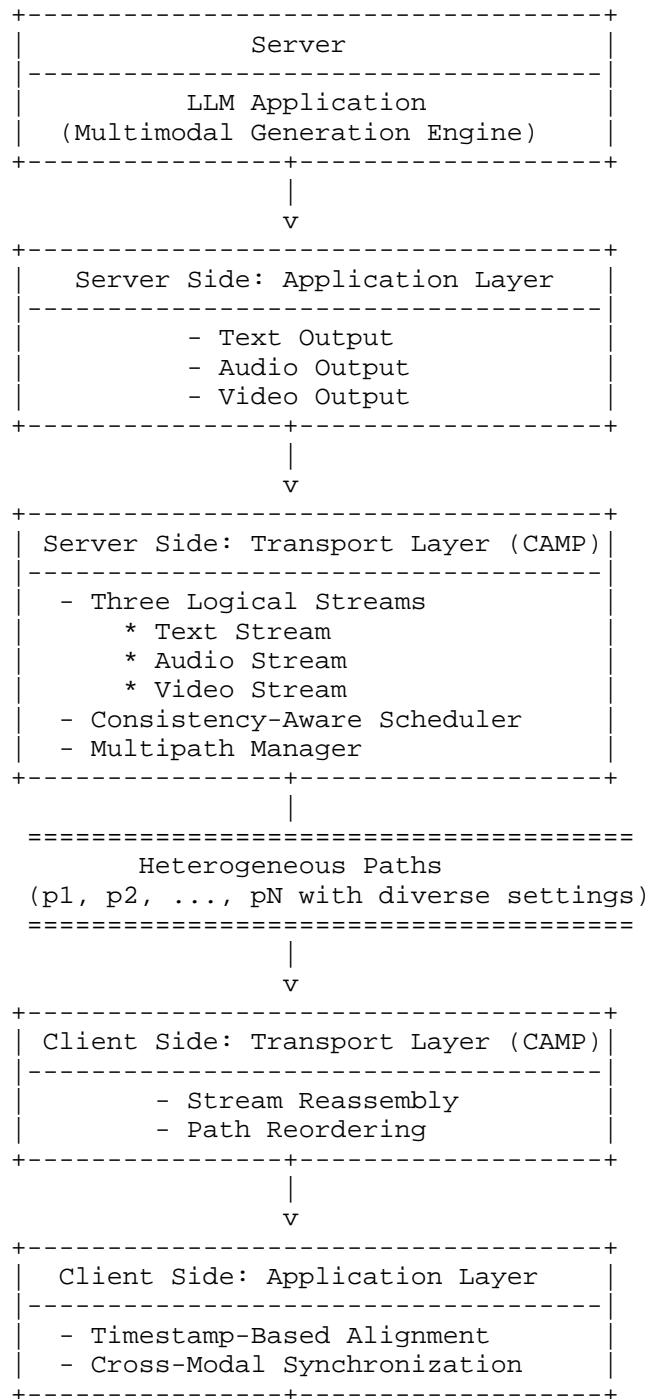 Server
LLM Application
(Multimodal Generation Engine)
v
Server Side: Application Layer
- Text Output
- Audio Output
- Video Output
v
Server Side: Transport Layer (CAMP)
- Three Logical Streams
* Text Stream
* Audio Stream
* Video Stream
- Consistency-Aware Scheduler
- Multipath Manager
Heterogeneous Paths
(p1, p2, ..., pN with diverse settings)
v
Client Side: Transport Layer (CAMP)
- Stream Reassembly
- Path Reordering
v
Client Side: Application Layer
- Timestamp-Based Alignment
- Cross-Modal Synchronization